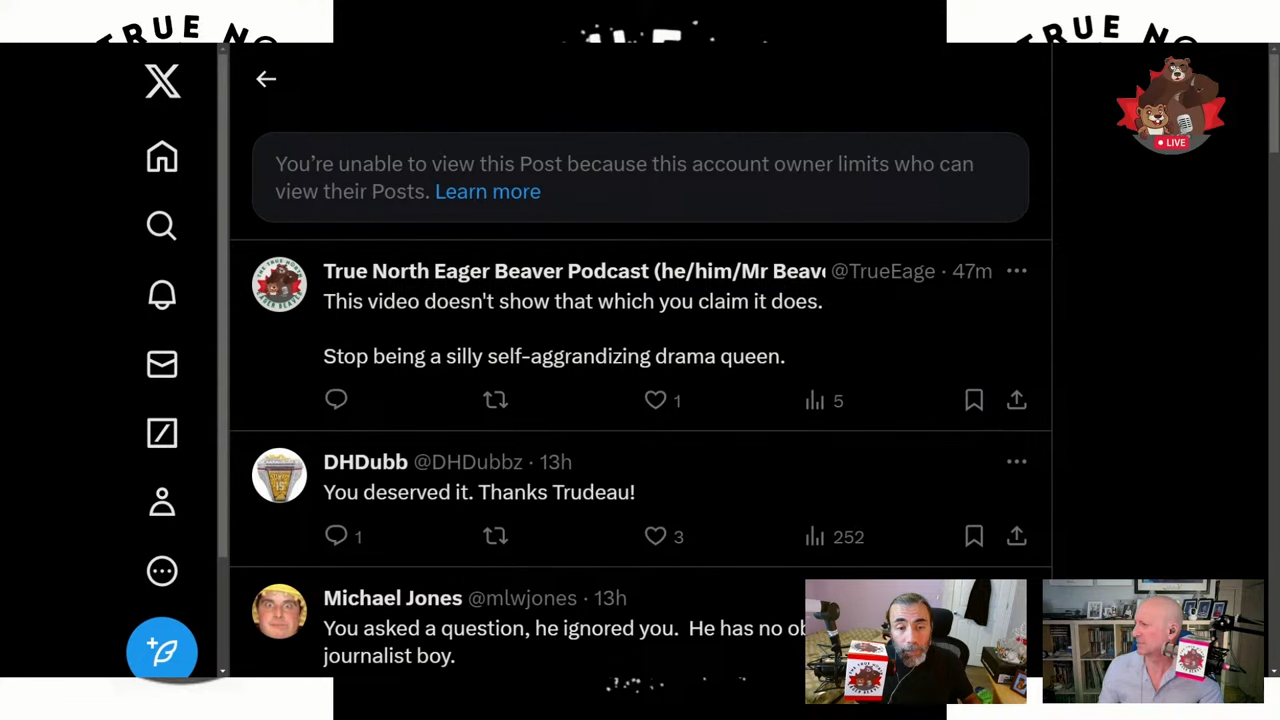 TRUE NO
TRUE NO
LIVE
You're unable to view this Post because this account owner limits who can
view their Posts. Learn more
True North Eager Beaver Podcast (he/him/Mr Beav @TrueEage · 47m
This video doesn't show that which you claim it does.
Stop being a silly self-aggrandizing drama queen.
1
5
DHDubb @DHDubbz · 13h
You deserved it. Thanks Trudeau!
1
3
252
Michael Jones @mlwjones · 13h
You asked a question, he ignored you. He has no ob
journalist boy.